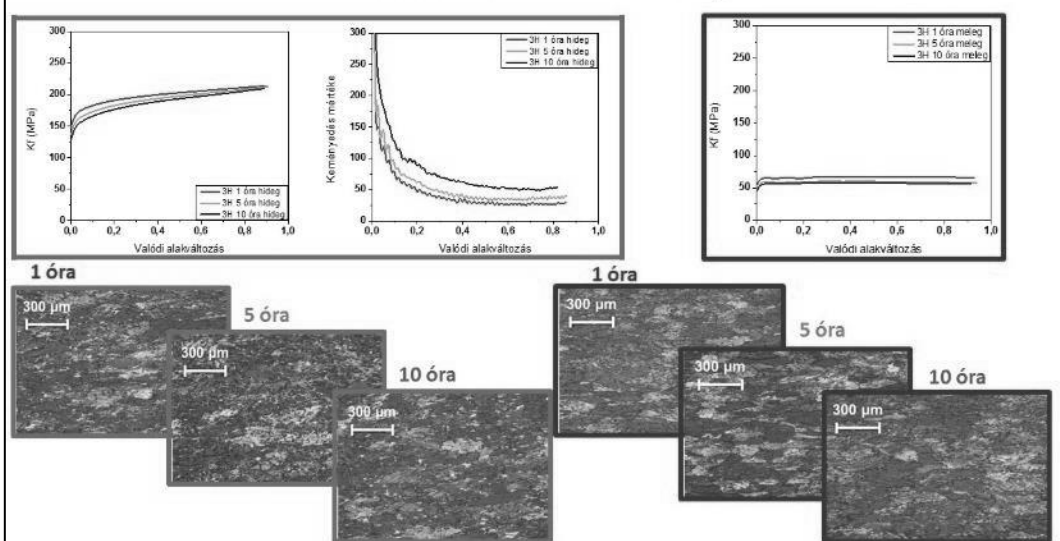 300
250
200
150
100
50
0
Kf (MPa)
3H 1 óra hideg
3H 5 óra hideg
3H 10 óra hideg
0,0 0,2 0,4 0,6 0,8 1,0
Valódi alakváltozás
300
250
200
150
100
50
0
Keményedés mértéke
3H 1 óra hideg
3H 5 óra hideg
3H 10 óra hideg
0,0 0,2 0,4 0,6 0,8 1,0
Valódi alakváltozás
300
250
200
150
100
50
0
Kf (MPa)
3H 1 óra meleg
3H 5 óra meleg
3H 10 óra meleg
0,0 0,2 0,4 0,6 0,8 1,0
Valódi alakváltozás
1 óra
300 µm
5 óra
300 µm
10 óra
300 µm
1 óra
300 µm
5 óra
300 µm
10 óra
300 µm